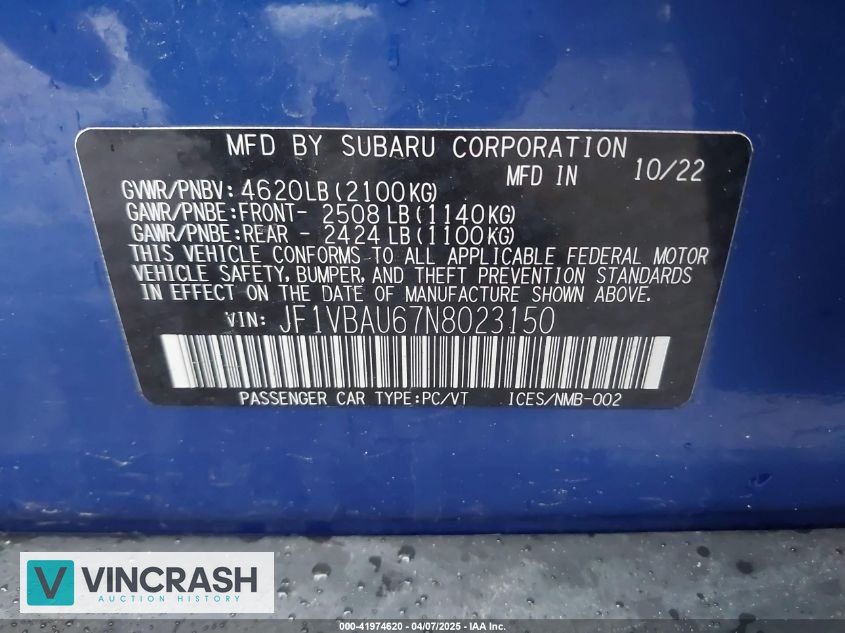 MFD BY SUBARU CORPORATION
MFD IN 10/22
GVWR/PNBV: 4620LB(2100KG)
GAWR/PNBE:FRONT- 2508 LB(1140KG)
GAWR/PNBE:REAR - 2424 LB(1100KG)
THIS VEHICLE CONFORMS TO ALL APPLICABLE FEDERAL MOTOR
VEHICLE SAFETY, BUMPER, AND THEFT PREVENTION STANDARDS
IN EFFECT ON THE DATE OF MANUFACTURE SHOWN ABOVE.
VIN: JF1VBAU67N8023150
PASSENGER CAR TYPE:PC/VT ICES/NMB-002
V VINCRASH
AUCTION HISTORY
000-41974620 - 04/07/2025 - IAA Inc.